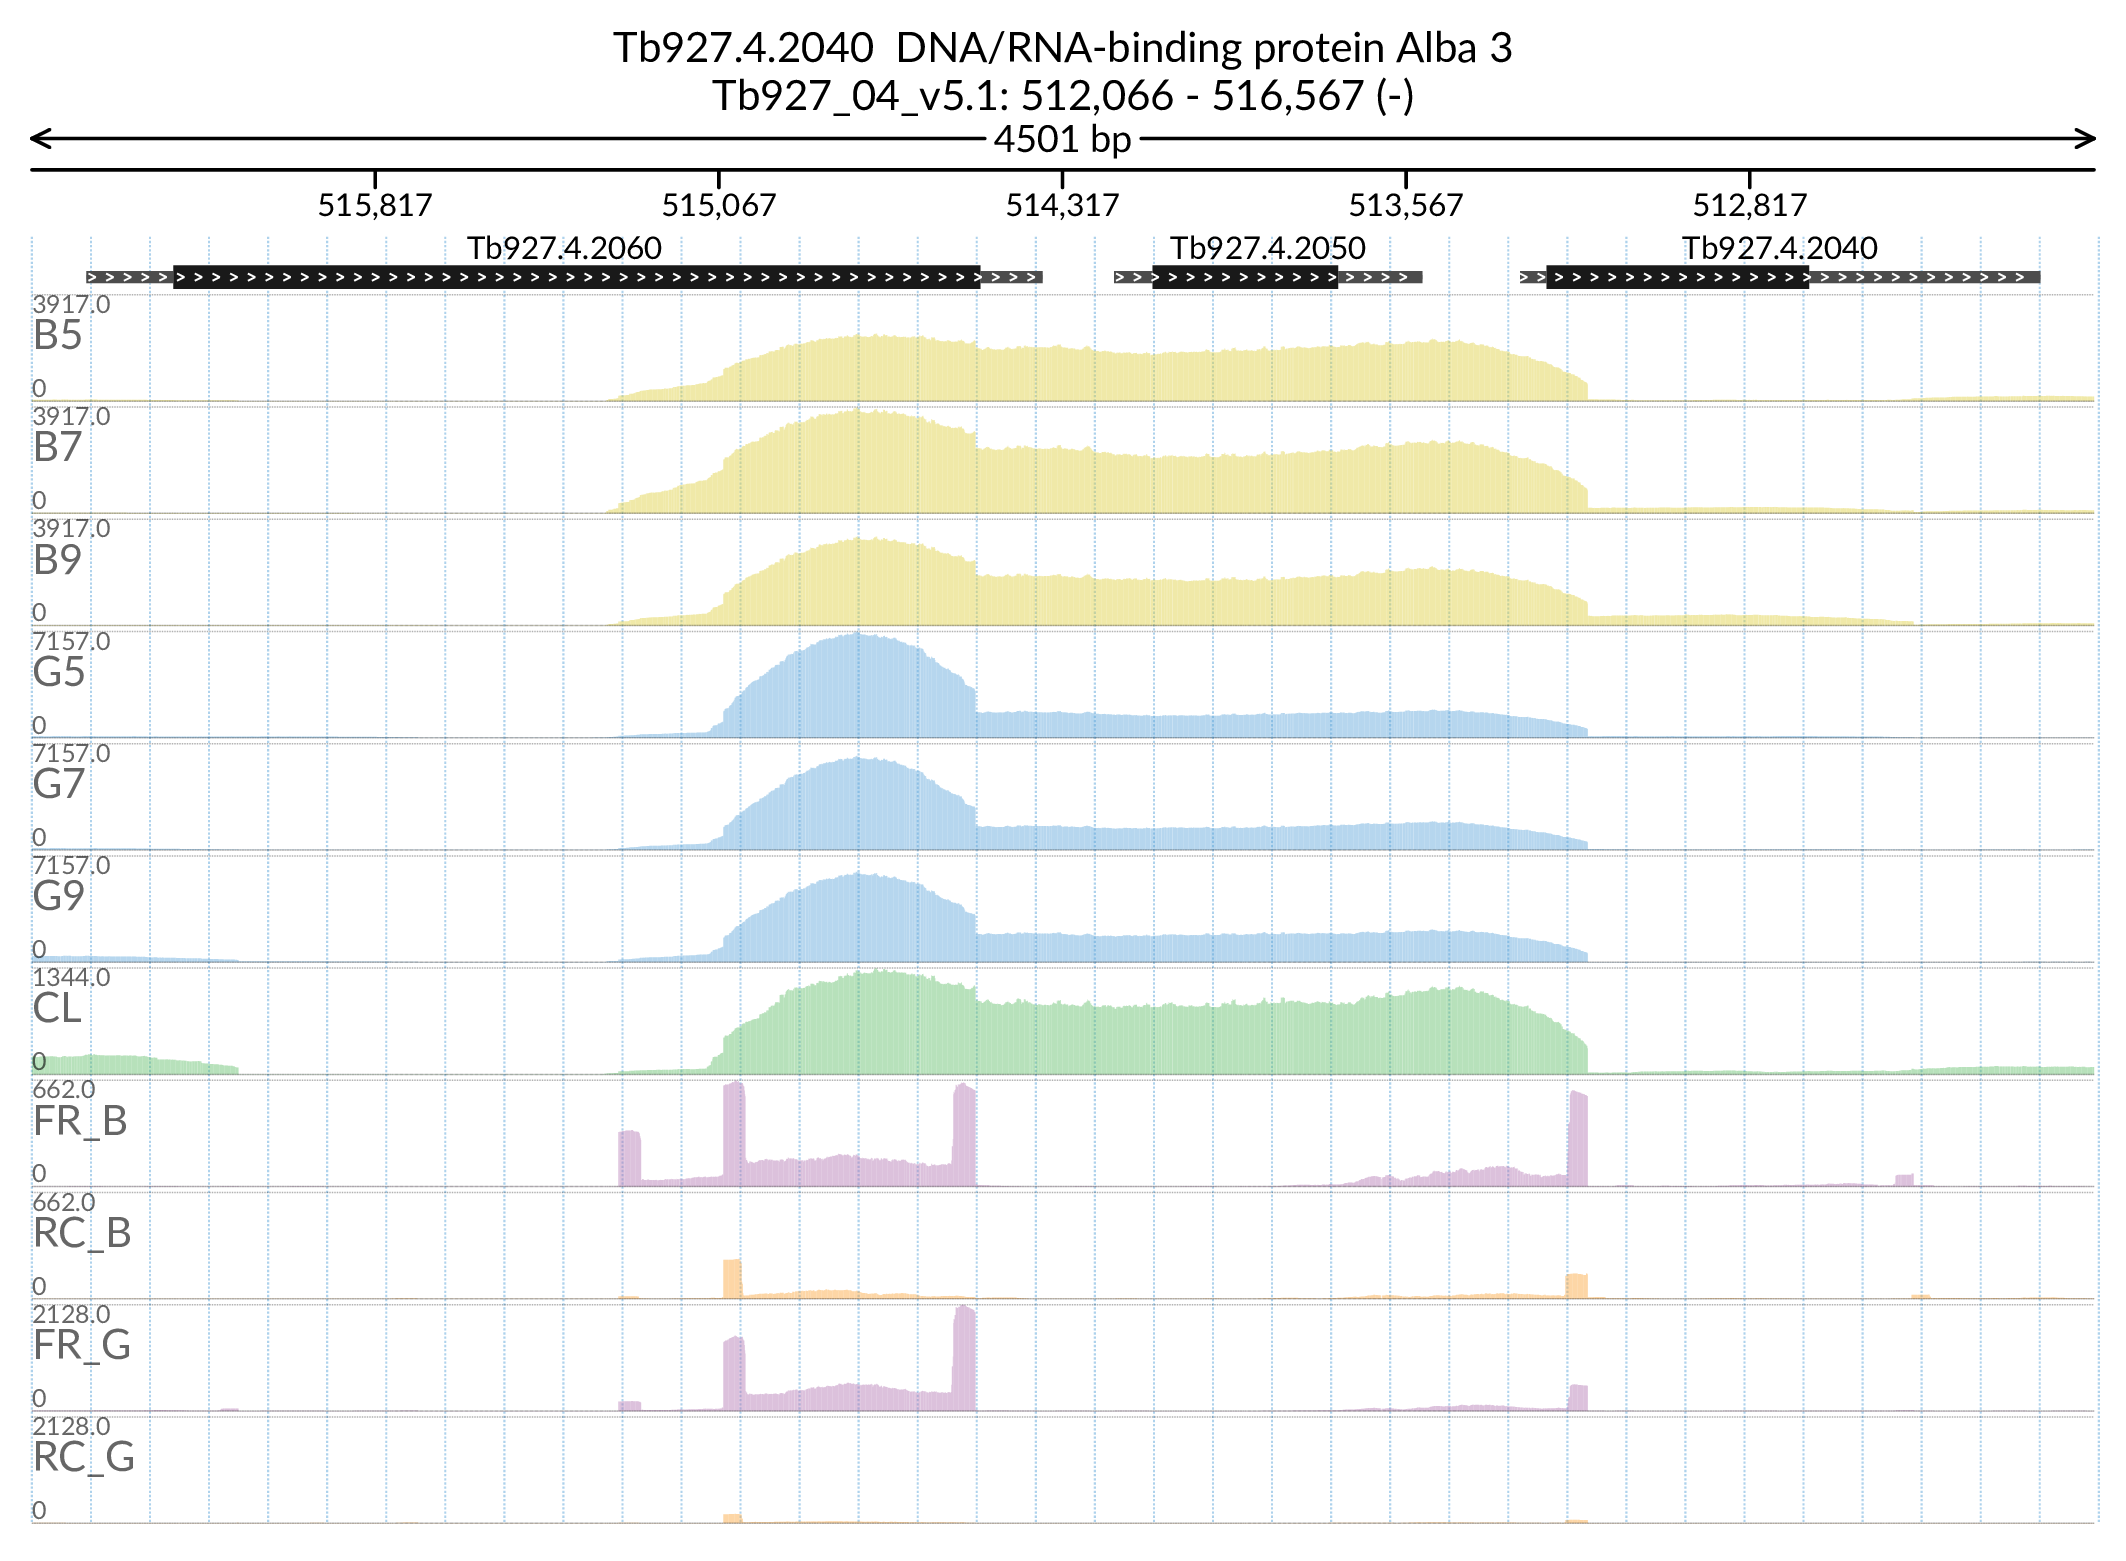 Tb927.4.2040  DNA/RNA-binding protein Alba 3
Tb927_04_v5.1: 512,066 - 516,567 (-)
4501 bp
515,817 515,067 514,317 513,567 512,817
Tb927.4.2060 Tb927.4.2050 Tb927.4.2040
3917.0
B5
0
3917.0
B7
0
3917.0
B9
0
7157.0
G5
0
7157.0
G7
0
7157.0
G9
0
1344.0
CL
0
662.0
FR_B
0
662.0
RC_B
0
2128.0
FR_G
0
2128.0
RC_G
0